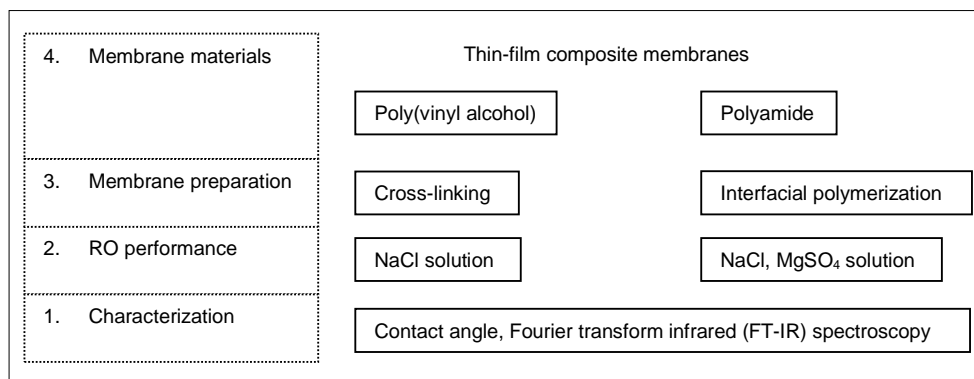 4. Membrane materials
Thin-film composite membranes
Poly(vinyl alcohol)
Polyamide
3. Membrane preparation
Cross-linking
Interfacial polymerization
2. RO performance
NaCl solution
NaCl, MgSO₄ solution
1. Characterization
Contact angle, Fourier transform infrared (FT-IR) spectroscopy